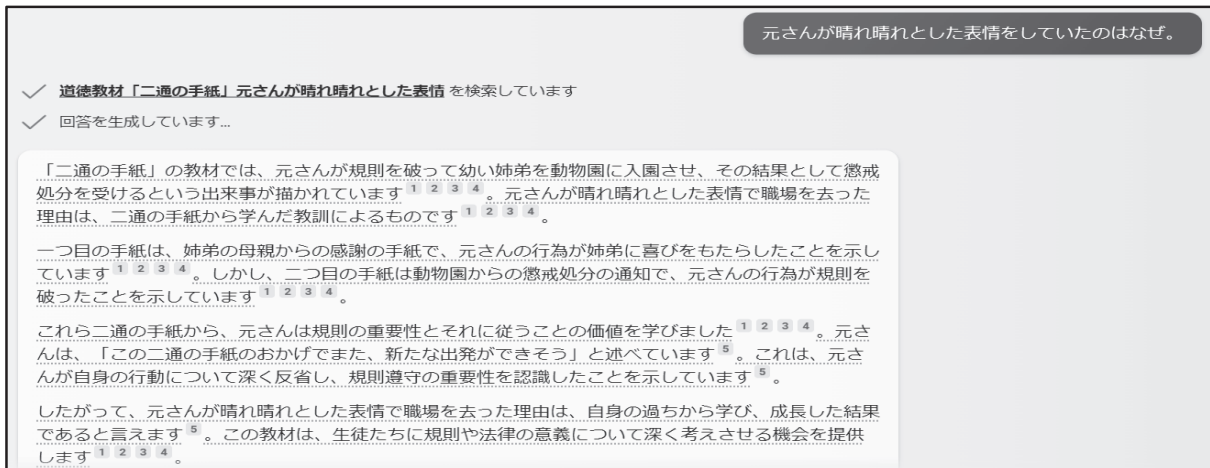 元さんが晴れ晴れとした表情をしていたのはなぜ。
道徳教材「二通の手紙」元さんが晴れ晴れとした表情 を検索しています
回答を生成しています...
「二通の手紙」の教材では、元さんが規則を破って幼い姉弟を動物園に入園させ、その結果として懲戒
処分を受けるという出来事が描かれています 1 2 3 4 。元さんが晴れ晴れとした表情で職場を去った
理由は、二通の手紙から学んだ教訓によるものです 1 2 3 4 。
一つ目の手紙は、姉弟の母親からの感謝の手紙で、元さんの行為が姉弟に喜びをもたらしたことを示し
ています 1 2 3 4 。しかし、二つ目の手紙は動物園からの懲戒処分の通知で、元さんの行為が規則を
破ったことを示しています 1 2 3 4 。
これら二通の手紙から、元さんは規則の重要性とそれに従うことの価値を学びました 1 2 3 4 。元さ
んは、「この二通の手紙のおかげでまた、新たな出発ができそう」と述べています 5 。これは、元さ
んが自身の行動について深く反省し、規則遵守の重要性を認識したことを示しています 5 。
したがって、元さんが晴れ晴れとした表情で職場を去った理由は、自身の過ちから学び、成長した結果
であると言えます 5 。この教材は、生徒たちに規則や法律の意義について深く考えさせる機会を提供
します 1 2 3 4 。